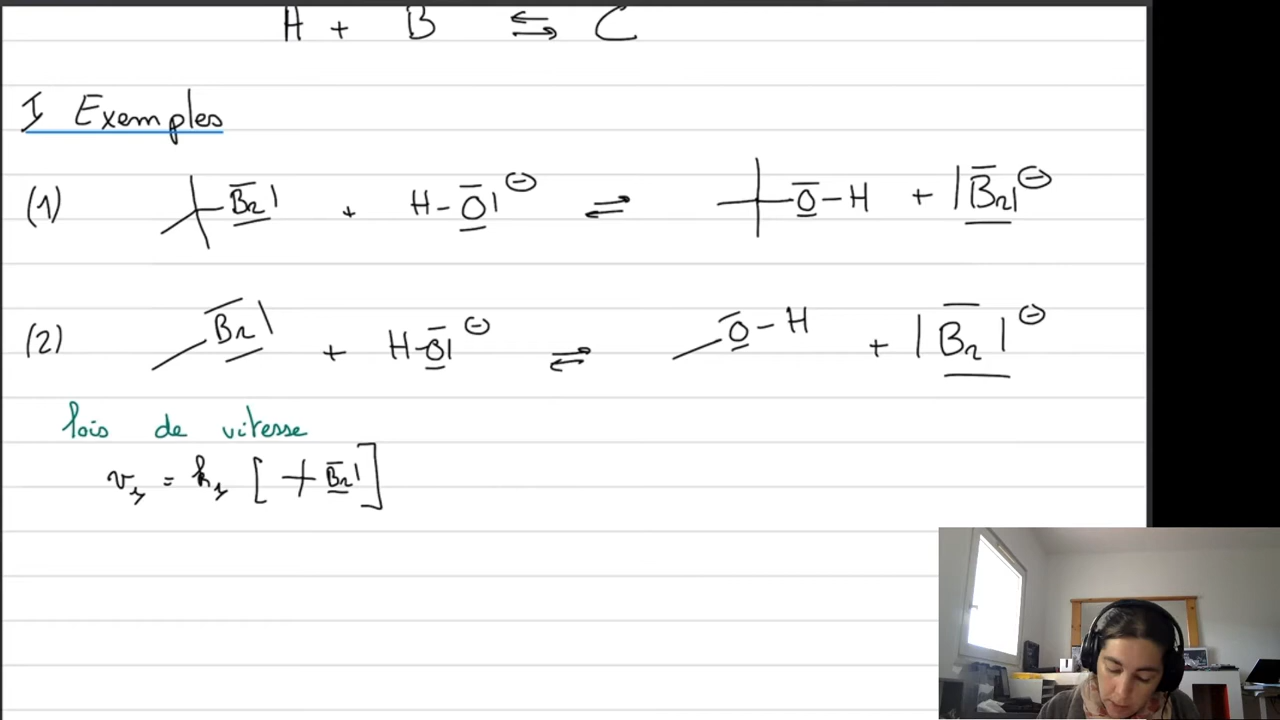 H + B ⇆ C
I Exemples
(1) Br + H-O ⊖ ⇌ O-H + Br ⊖
(2) Br + H-O ⊖ ⇌ O-H + Br ⊖
lois de vitesse
v₁ = k₁ [ Br ]